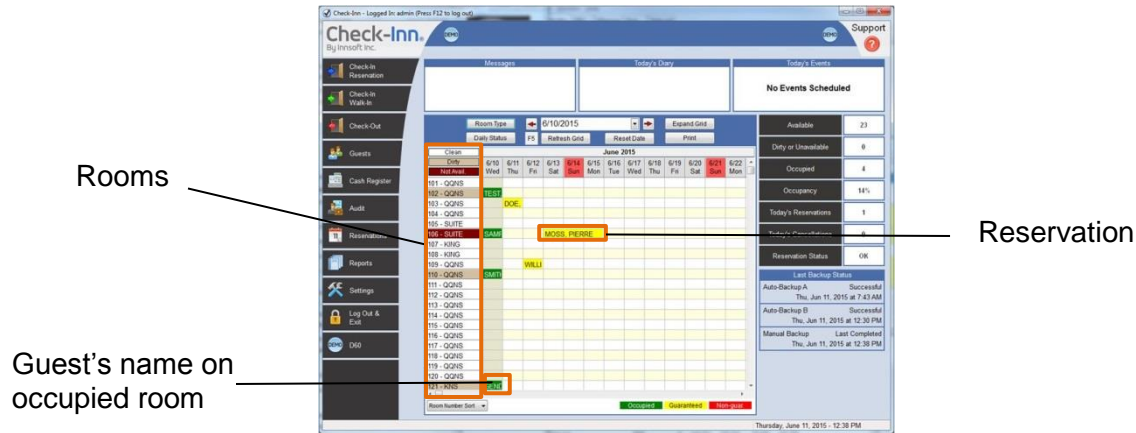 Check-Inn - Logged In: admin (Press F12 to log out)
Check-Inn.
By Innsoft Inc.
DEMO
DEMO
Support
?
Check-In
Reservation
Check-In
Walk-In
Check-Out
Guests
Cash Register
Audit
Reservations
Reports
Settings
Log Out &
Exit
DEMO D60
Messages
Today's Diary
Today's Events
No Events Scheduled
Room Type
6/10/2015
Expand Grid
Daily Status
F5
Refresh Grid
Reset Date
Print
Clean
June 2015
Dirty
Not Avail.
6/10 6/11 6/12 6/13 6/14 6/15 6/16 6/17 6/18 6/19 6/20 6/21 6/22
Wed Thu Fri Sat Sun Mon Tue Wed Thu Fri Sat Sun Mon
101 - QQNS
102 - QQNS TEST,
103 - QQNS DOE,
104 - QQNS
105 - SUITE
106 - SUITE MOSS, PIERRE
107 - KING
108 - KING
109 - QQNS WILLI
110 - QQNS SMIT
111 - QQNS
112 - QQNS
113 - QQNS
114 - QQNS
115 - QQNS
116 - QQNS
117 - QQNS
118 - QQNS
119 - QQNS
120 - QQNS
121 - KNS
Room Number Sort
Occupied
Guaranteed
Non-guar
Available 23
Dirty or Unavailable 0
Occupied 4
Occupancy 14%
Today's Reservations 1
Today's Cancellations 0
Reservation Status OK
Last Backup Status
Auto-Backup A Successful
Thu, Jun 11, 2015 at 7:43 AM
Auto-Backup B Successful
Thu, Jun 11, 2015 at 12:30 PM
Manual Backup Last Completed
Thu, Jun 11, 2015 at 12:38 PM
Thursday, June 11, 2015 - 12:38 PM
Rooms
Reservation
Guest's name on
occupied room